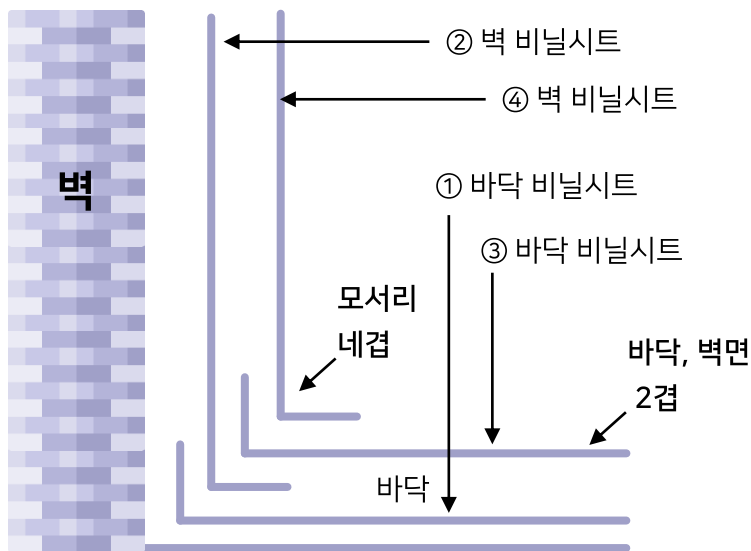 ② 벽 비닐시트
④ 벽 비닐시트
벽
① 바닥 비닐시트
③ 바닥 비닐시트
모서리
네겹
바닥, 벽면
2겹
바닥